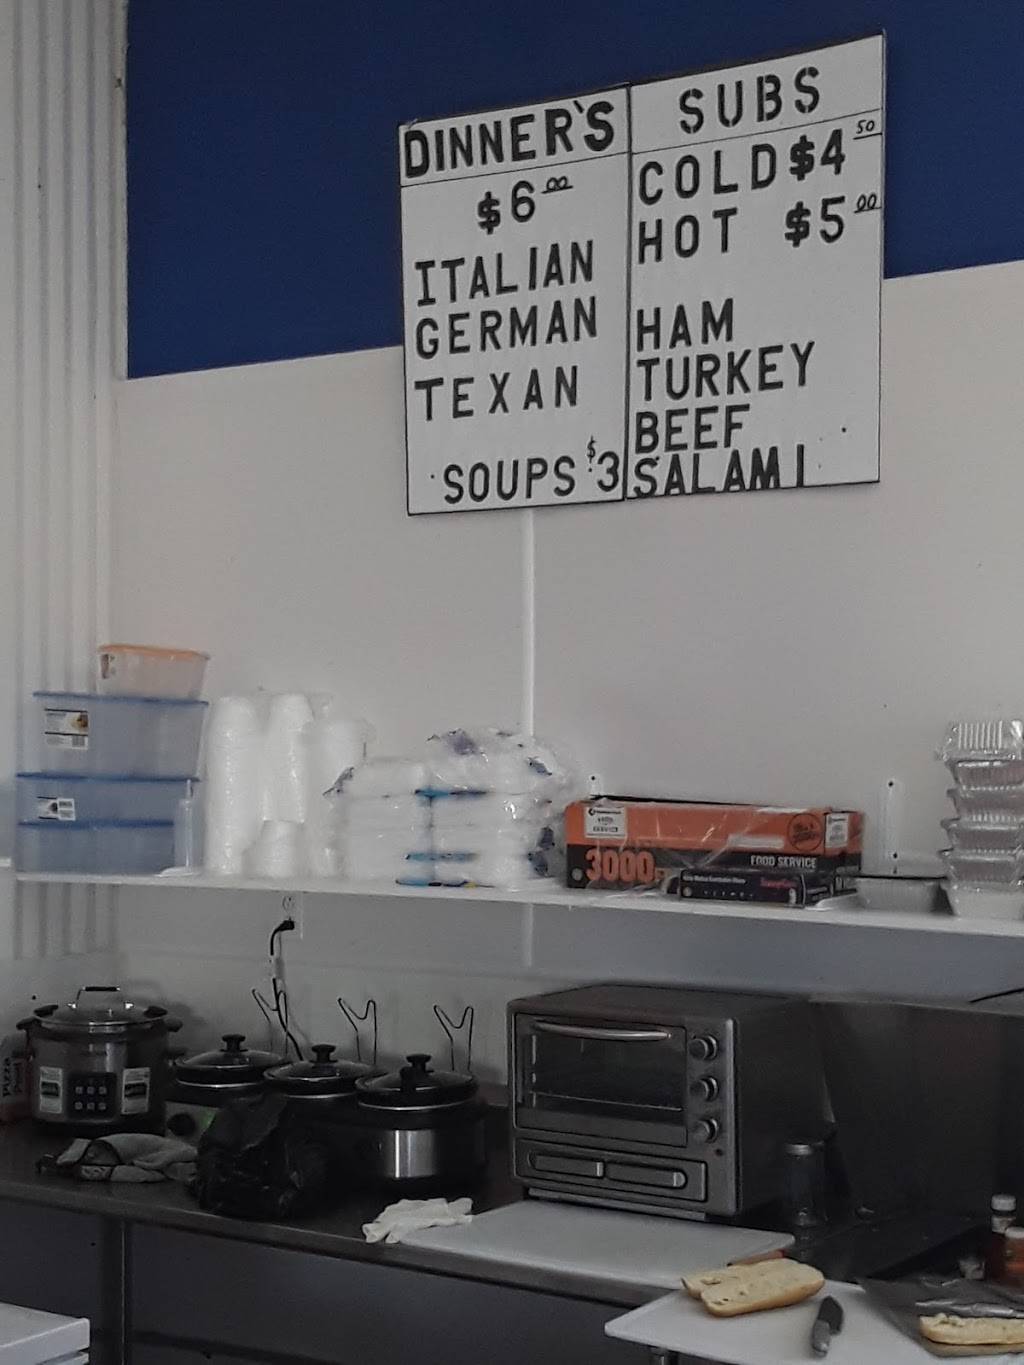 DINNER'S
$6 00
ITALIAN
GERMAN
TEXAN
SOUPS $3
SUBS
COLD $4 50
HOT $5 00
HAM
TURKEY
BEEF
SALAMI
3000
FOOD SERVICE
Pizza